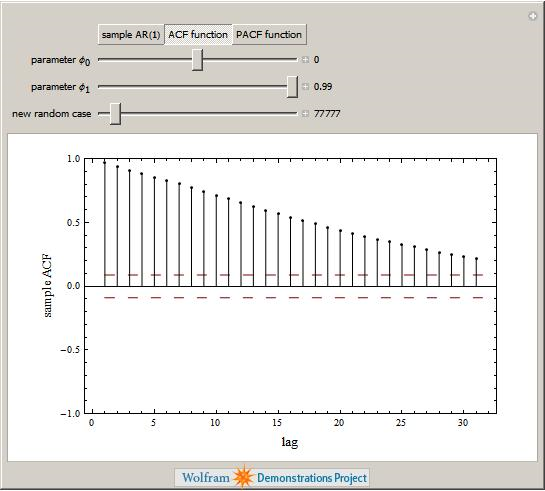 sample AR(1) ACF function PACF function
parameter ϕ0 0
parameter ϕ1 0.99
new random case 77777
1.0
0.5
0.0
−0.5
−1.0
sample ACF
0 5 10 15 20 25 30
lag
Wolfram Demonstrations Project